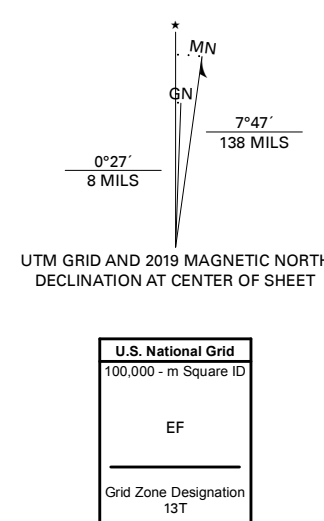 ★
MN
GN
7°47´
138 MILS
0°27´
8 MILS
UTM GRID AND 2019 MAGNETIC NORTH
DECLINATION AT CENTER OF SHEET
U.S. National Grid
100,000 - m Square ID
EF
Grid Zone Designation
13T